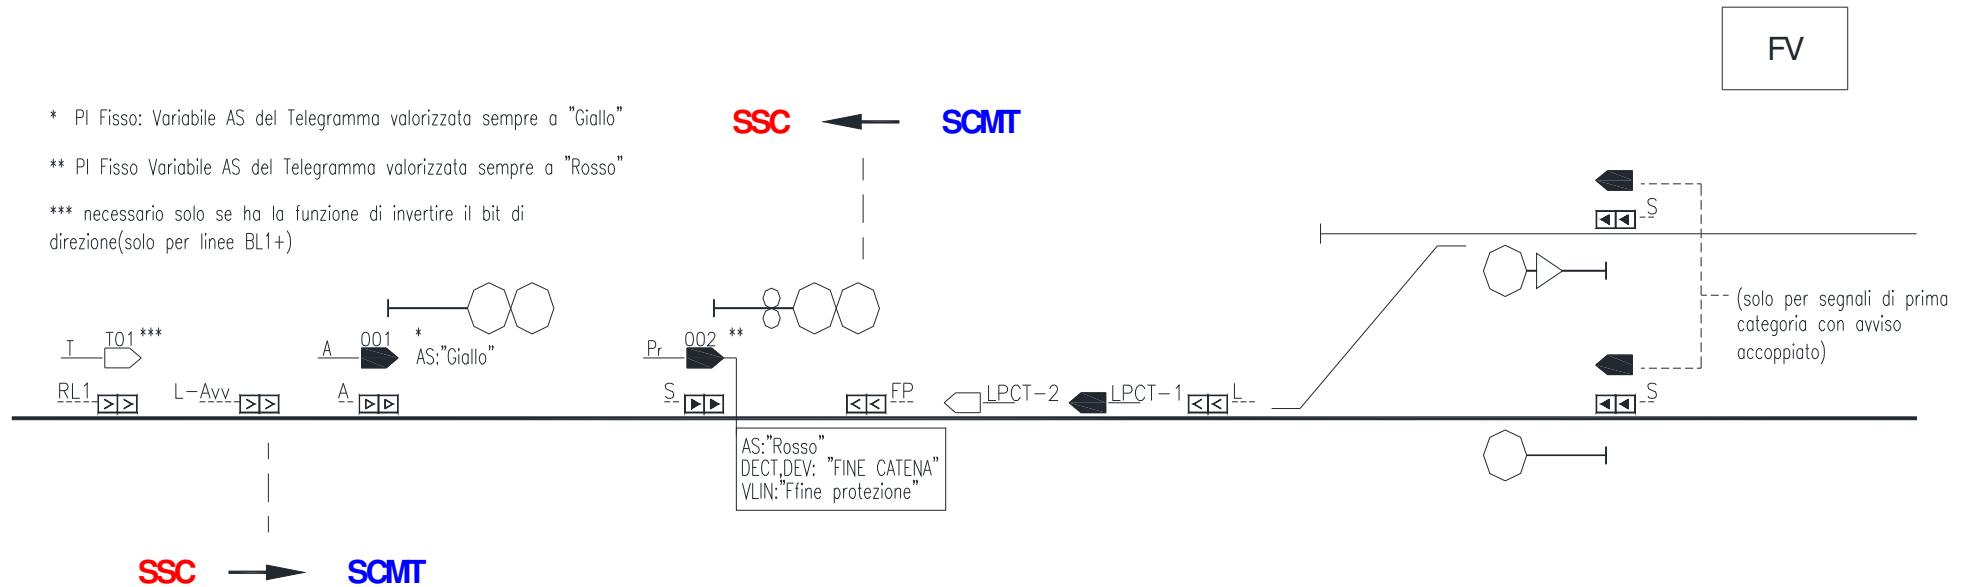 FV
* PI Fisso: Variabile AS del Telegramma valorizzata sempre a "Giallo"
** PI Fisso Variabile AS del Telegramma valorizzata sempre a "Rosso"
*** necessario solo se ha la funzione di invertire il bit di
direzione(solo per linee BL1+)
SSC
SCMT
S
(solo per segnali di prima
categoria con avviso
accoppiato)
T
T01
***
A
001
*
AS:"Giallo"
Pr
002
**
RL1
L-Avv
A
S
FP
LPCT-2
LPCT-1
L
S
AS:"Rosso"
DECT,DEV: "FINE CATENA"
VLIN:"Ffine protezione"
SSC
SCMT